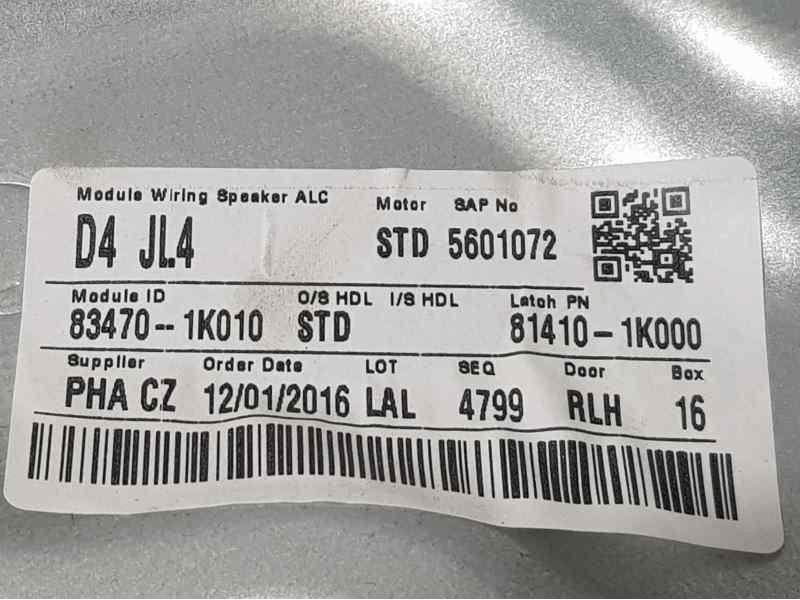 Module Wiring Speaker ALC Motor SAP No
D4 JL4 STD 5601072
Module ID O/S HDL I/S HDL Latch PN
83470-1K010 STD 81410-1K000
Supplier Order Date LOT SEQ Door Box
PHA CZ 12/01/2016 LAL 4799 RLH 16